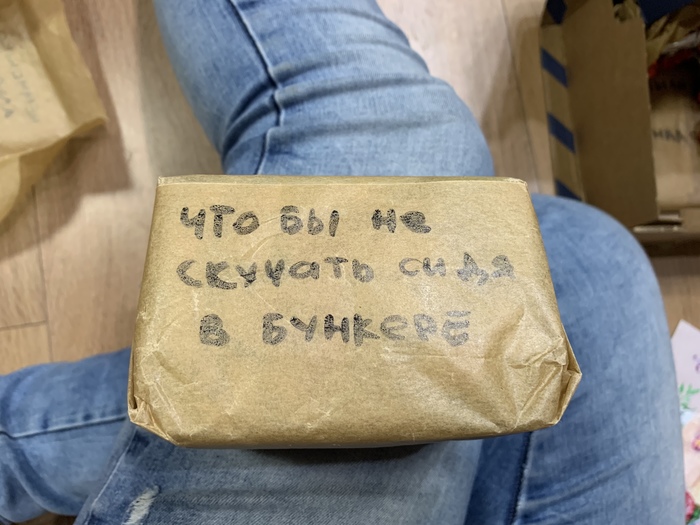 что бы не
скучать сидя
в бункере